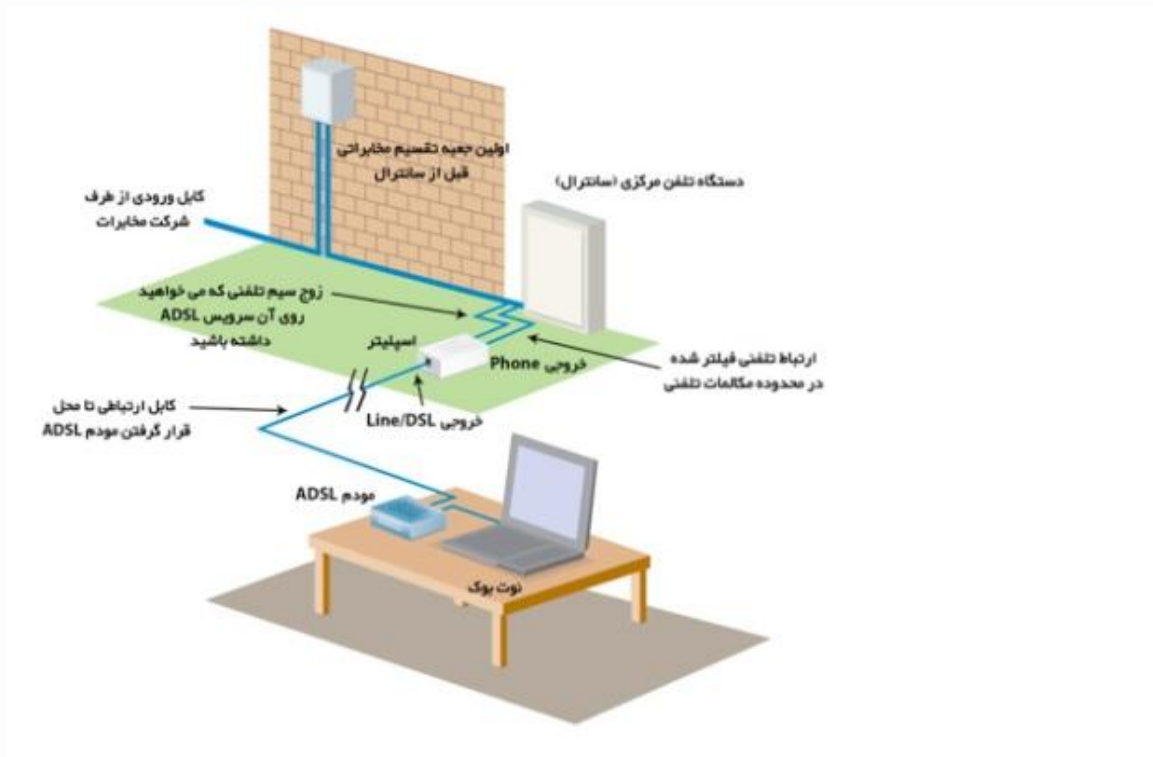 اولین جعبه تقسیم مخابراتی
قبل از سانترال
دستگاه تلفن مرکزی (سانترال)
کابل ورودی از طرف
شرکت مخابرات
زوج سیم تلفنی که می خواهید
روی آن سرویس ADSL
داشته باشید
اسپلیتر
خروجی Phone
ارتباط تلفنی فیلتر شده
در محدوده مکالمات تلفنی
کابل ارتباطی تا محل
قرار گرفتن مودم ADSL
خروجی Line/DSL
مودم ADSL
نوت بوک